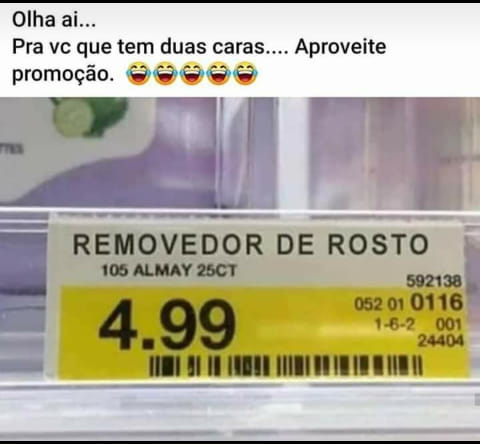 Olha ai...
Pra vc que tem duas caras.... Aproveite
promoção. 😂😂😂😂😂
REMOVEDOR DE ROSTO
105 ALMAY 25CT
592138
4.99
052 01 0116
1-6-2 001
24404